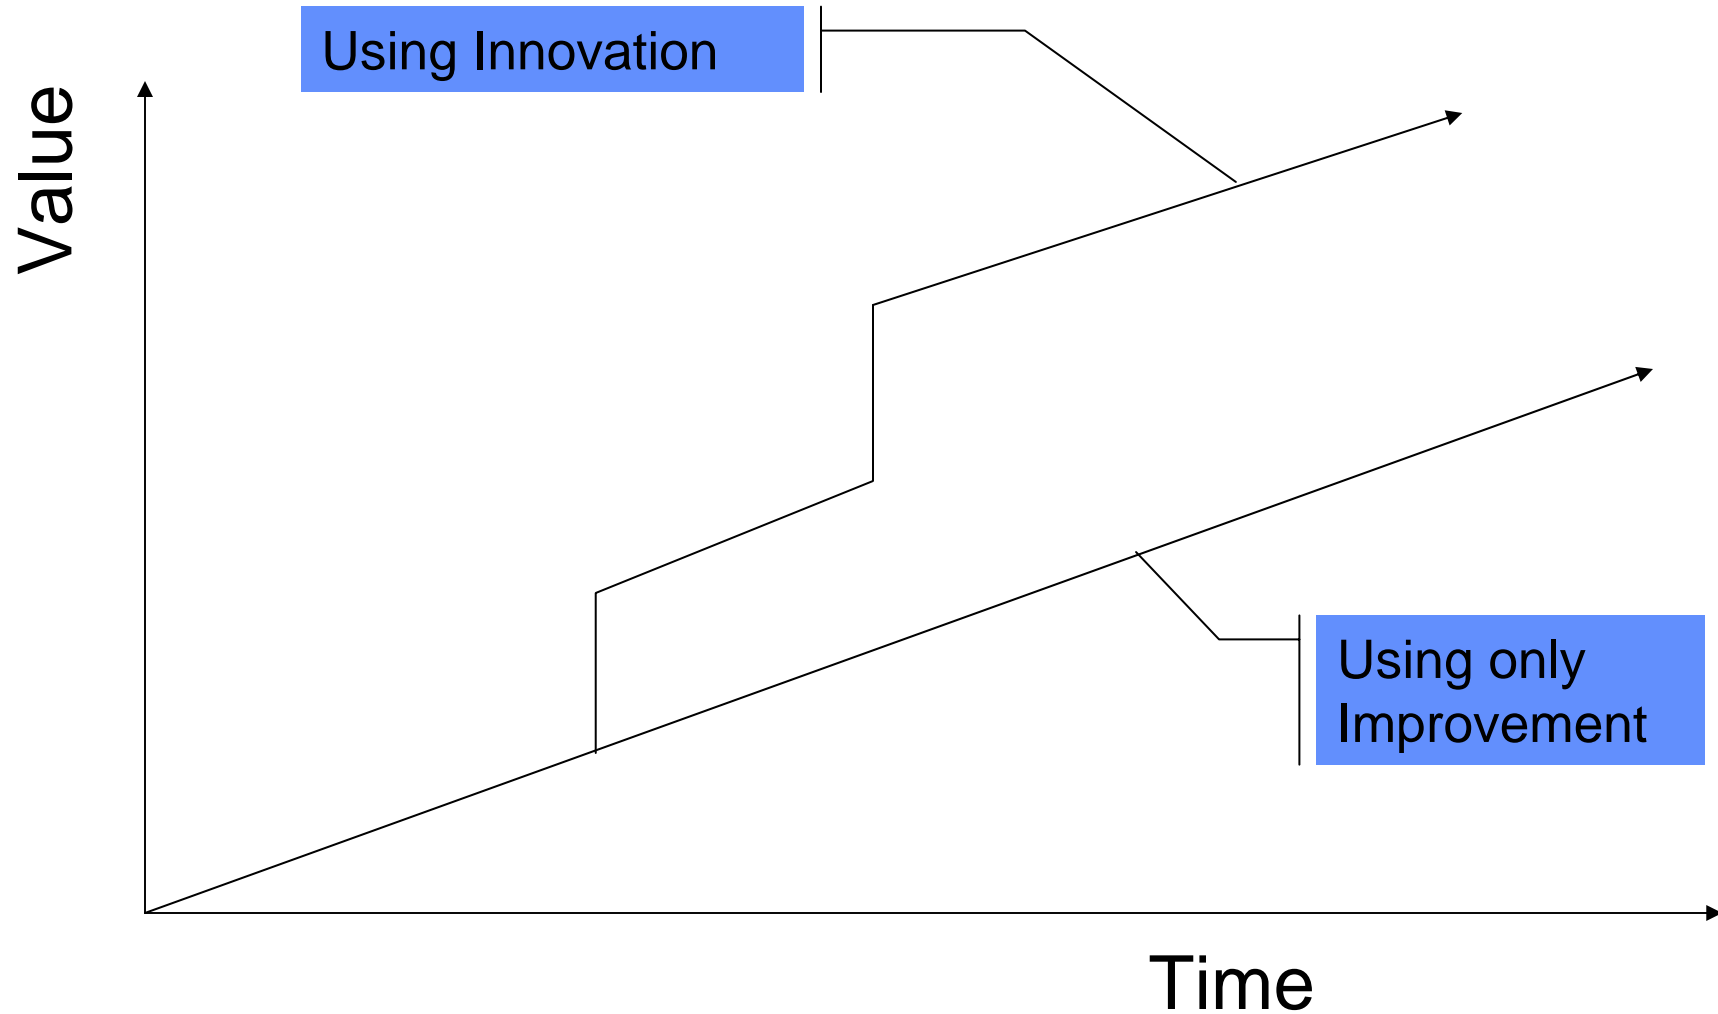 Using Innovation
Value
Using only
Improvement
Time